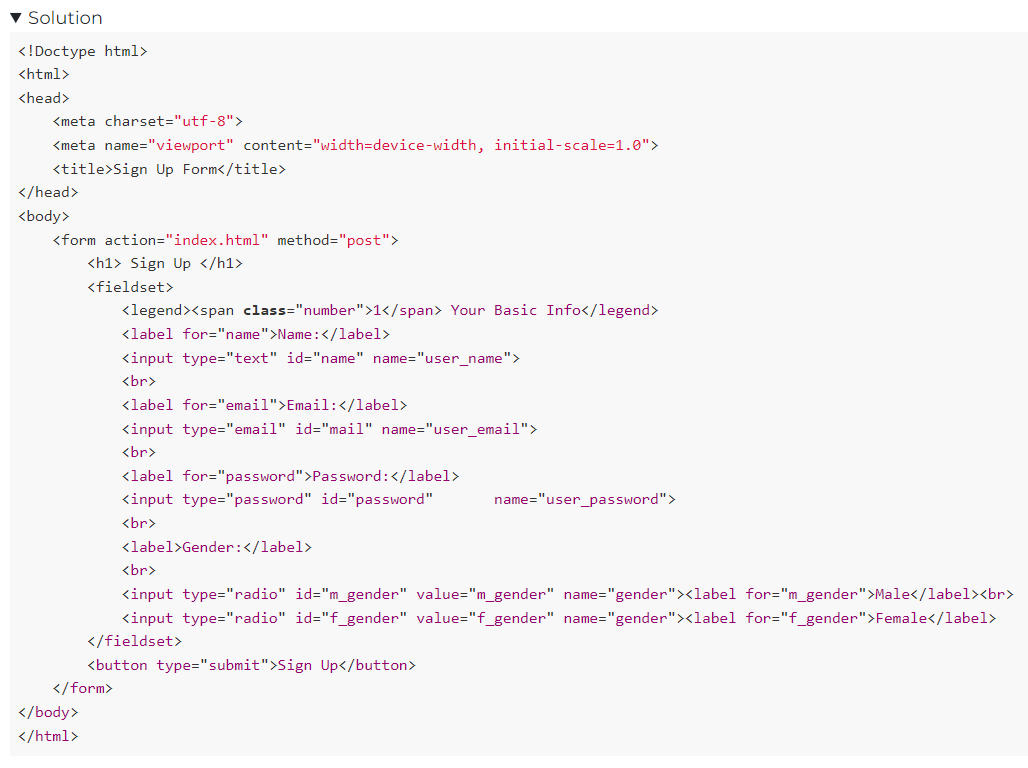 ▼ Solution
<!Doctype html>
<html>
<head>
    <meta charset="utf-8">
    <meta name="viewport" content="width=device-width, initial-scale=1.0">
    <title>Sign Up Form</title>
</head>
<body>
    <form action="index.html" method="post">
        <h1> Sign Up </h1>
        <fieldset>
            <legend><span class="number">1</span> Your Basic Info</legend>
            <label for="name">Name:</label>
            <input type="text" id="name" name="user_name">
            <br>
            <label for="email">Email:</label>
            <input type="email" id="mail" name="user_email">
            <br>
            <label for="password">Password:</label>
            <input type="password" id="password"       name="user_password">
            <br>
            <label>Gender:</label>
            <br>
            <input type="radio" id="m_gender" value="m_gender" name="gender"><label for="m_gender">Male</label><br>
            <input type="radio" id="f_gender" value="f_gender" name="gender"><label for="f_gender">Female</label>
        </fieldset>
        <button type="submit">Sign Up</button>
    </form>
</body>
</html>